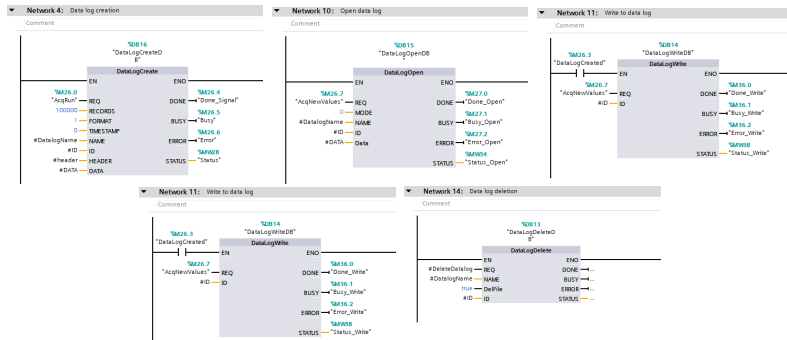 Network 4: Data log creation
Comment
%DB16
"DataLogCreateD
B"
DataLogCreate
EN ENO
%M26.0 %M26.4
"AcqRun" REQ DONE "Done_Signal"
100000 RECORDS %M26.5
1 FORMAT BUSY "Busy"
0 TIMESTAMP %M26.6
#DatalogName NAME ERROR "Error"
#ID ID %MW28
#header HEADER STATUS "Status"
#DATA DATA
Network 10: Open data log
Comment
%DB15
"DataLogOpenDB
"
DataLogOpen
EN ENO
%M26.7 %M27.0
"AcqNewValues" REQ DONE "Done_Open"
0 MODE %M27.1
#DatalogName NAME BUSY "Busy_Open"
#ID ID %M27.2
#DATA Data ERROR "Error_Open"
%MW34
STATUS "Status_Open"
Network 11: Write to data log
Comment
%DB14
"DataLogWriteDB"
%M26.3 DataLogWrite
"DataLogCreated"
EN ENO
%M26.7 %M36.0
"AcqNewValues" REQ DONE "Done_Write"
#ID ID %M36.1
BUSY "Busy_Write"
%M36.2
ERROR "Error_Write"
%MW38
STATUS "Status_Write"
Network 11: Write to data log
Comment
%DB14
"DataLogWriteDB"
%M26.3 DataLogWrite
"DataLogCreated"
EN ENO
%M26.7 %M36.0
"AcqNewValues" REQ DONE "Done_Write"
#ID ID %M36.1
BUSY "Busy_Write"
%M36.2
ERROR "Error_Write"
%MW38
STATUS "Status_Write"
Network 14: Data log deletion
Comment
%DB13
"DataLogDeleteD
B"
DataLogDelete
EN ENO
#DeleteDatalog REQ DONE ...
#DatalogName NAME BUSY ...
true DelFile ERROR ...
#ID ID STATUS ...